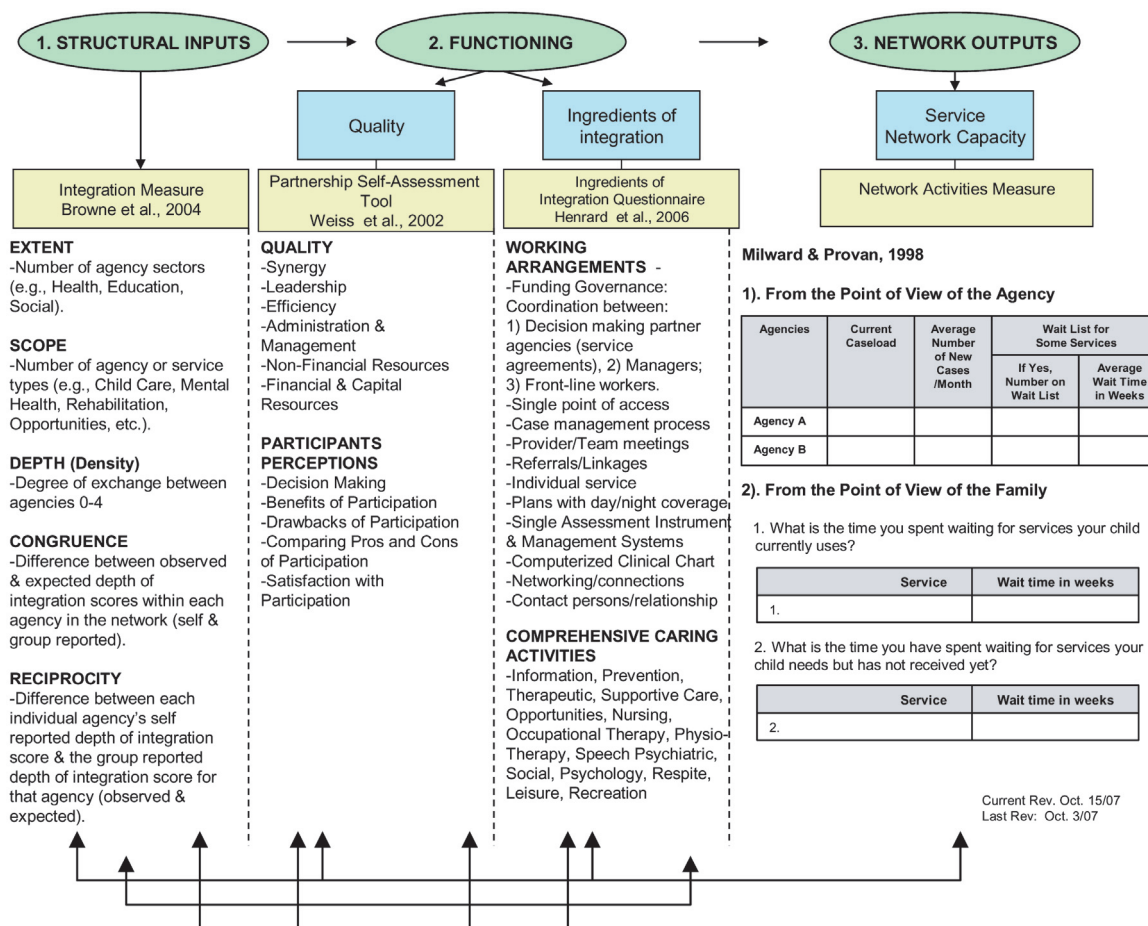 1. STRUCTURAL INPUTS
2. FUNCTIONING
3. NETWORK OUTPUTS
Quality
Ingredients of
integration
Service
Network Capacity
Integration Measure
Browne et al., 2004
Partnership Self-Assessment
Tool
Weiss et al., 2002
Ingredients of
Integration Questionnaire
Henrard et al., 2006
Network Activities Measure
EXTENT
-Number of agency sectors
(e.g., Health, Education,
Social).
SCOPE
-Number of agency or service
types (e.g., Child Care, Mental
Health, Rehabilitation,
Opportunities, etc.).
DEPTH (Density)
-Degree of exchange between
agencies 0-4
CONGRUENCE
-Difference between observed
& expected depth of
integration scores within each
agency in the network (self &
group reported).
RECIPROCITY
-Difference between each
individual agency's self
reported depth of integration
score & the group reported
depth of integration score for
that agency (observed &
expected).
QUALITY
-Synergy
-Leadership
-Efficiency
-Administration &
Management
-Non-Financial Resources
-Financial & Capital
Resources
PARTICIPANTS
PERCEPTIONS
-Decision Making
-Benefits of Participation
-Drawbacks of Participation
-Comparing Pros and Cons
of Participation
-Satisfaction with
Participation
WORKING
ARRANGEMENTS -
-Funding Governance:
Coordination between:
1) Decision making partner
agencies (service
agreements), 2) Managers;
3) Front-line workers.
-Single point of access
-Case management process
-Provider/Team meetings
-Referrals/Linkages
-Individual service
-Plans with day/night coverage
-Single Assessment Instrument
& Management Systems
-Computerized Clinical Chart
-Networking/connections
-Contact persons/relationship
COMPREHENSIVE CARING
ACTIVITIES
-Information, Prevention,
Therapeutic, Supportive Care,
Opportunities, Nursing,
Occupational Therapy, Physio-
Therapy, Speech Psychiatric,
Social, Psychology, Respite,
Leisure, Recreation
Milward & Provan, 1998
1). From the Point of View of the Agency
Agencies
Current
Caseload
Average
Number
of New
Cases
/Month
Wait List for
Some Services
If Yes,
Number on
Wait List
Average
Wait Time
in Weeks
Agency A
Agency B
2). From the Point of View of the Family
1. What is the time you spent waiting for services your child
currently uses?
Service Wait time in weeks
1.
2. What is the time you have spent waiting for services your
child needs but has not received yet?
Service Wait time in weeks
2.
Current Rev. Oct. 15/07
Last Rev: Oct. 3/07